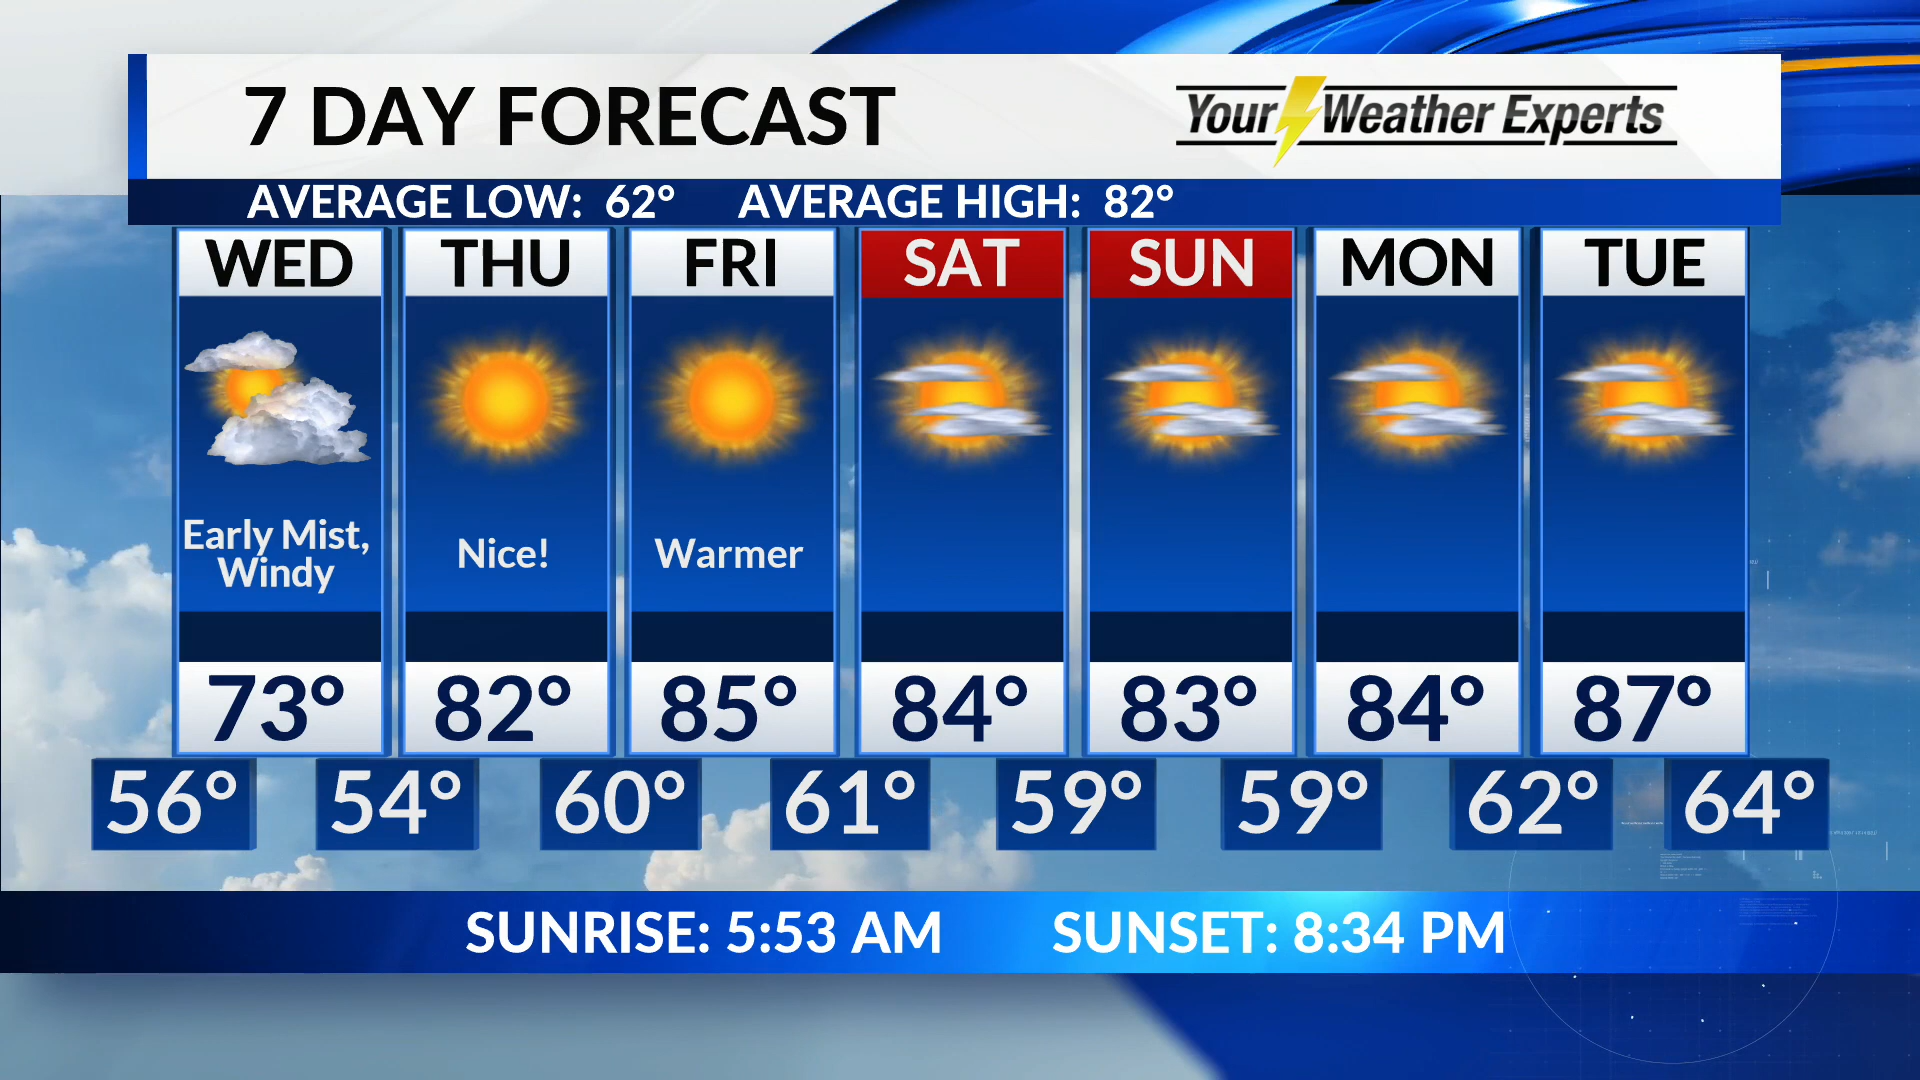 7 DAY FORECAST
Your Weather Experts
AVERAGE LOW: 62° AVERAGE HIGH: 82°
WED THU FRI SAT SUN MON TUE
Early Mist,
Windy
Nice!
Warmer
73° 82° 85° 84° 83° 84° 87°
56° 54° 60° 61° 59° 59° 62° 64°
SUNRISE: 5:53 AM SUNSET: 8:34 PM